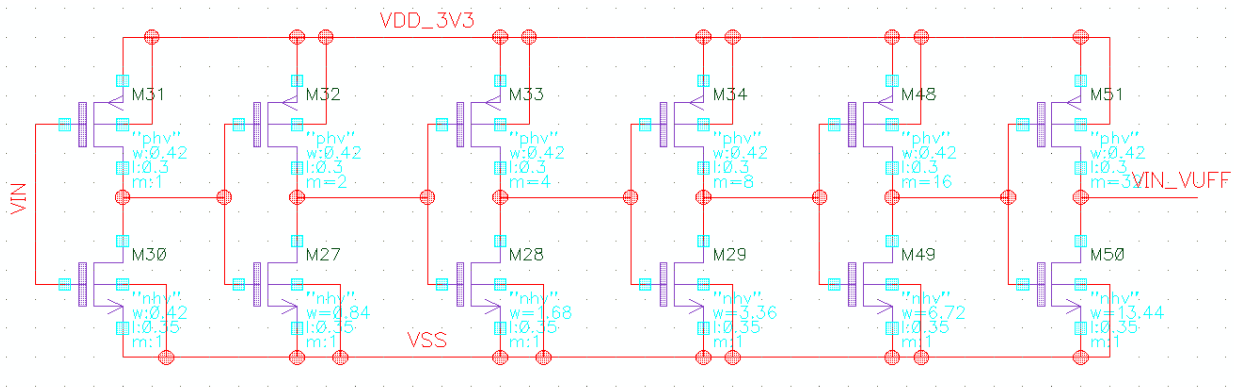 VDD_3V3
M31
"phv"
w:0.42
l:0.3
m:1
M32
"phv"
w:0.42
l:0.3
m=2
M33
"phv"
w:0.42
l:0.3
m=4
M34
"phv"
w:0.42
l:0.3
m=8
M48
"phv"
w:0.42
l:0.3
m=16
M51
"phv"
w:0.42
l:0.3
m=32
VIN
VIN_VUFF
M30
"nhv"
w:0.42
l:0.35
m:1
M27
"nhv"
w=0.84
l:0.35
m:1
M28
"nhv"
w=1.68
l:0.35
m:1
M29
"nhv"
w=3.36
l:0.35
m:1
M49
"nhv"
w=6.72
l:0.35
m:1
M50
"nhv"
w=13.44
l:0.35
m:1
VSS